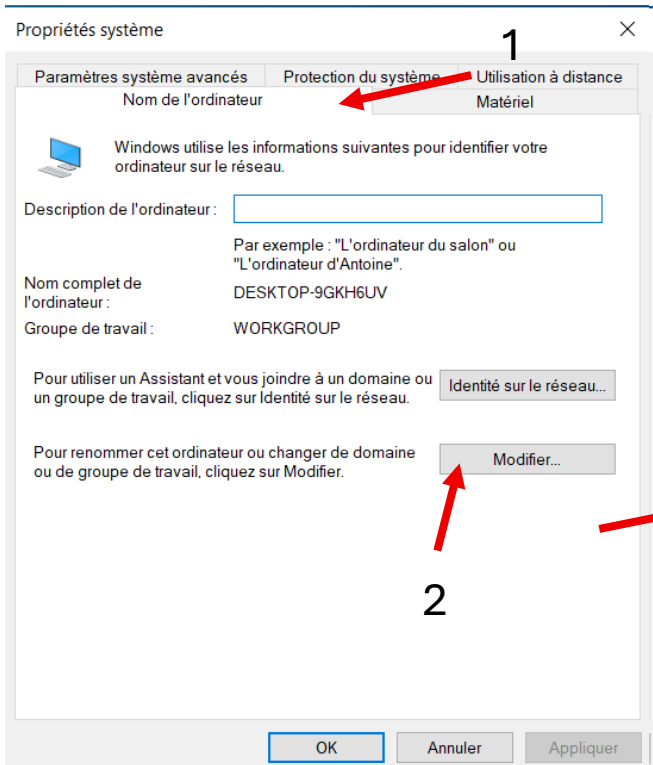 Propriétés système
1
Paramètres système avancés
Protection du système
Utilisation à distance
Nom de l'ordinateur
Matériel
Windows utilise les informations suivantes pour identifier votre
ordinateur sur le réseau.
Description de l'ordinateur :
Par exemple : "L'ordinateur du salon" ou
"L'ordinateur d'Antoine".
Nom complet de
l'ordinateur :
DESKTOP-9GKH6UV
Groupe de travail :
WORKGROUP
Pour utiliser un Assistant et vous joindre à un domaine ou
un groupe de travail, cliquez sur Identité sur le réseau.
Identité sur le réseau...
Pour renommer cet ordinateur ou changer de domaine
ou de groupe de travail, cliquez sur Modifier.
Modifier...
2
OK
Annuler
Appliquer